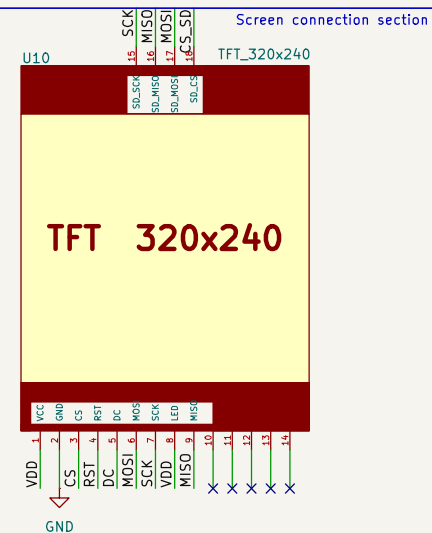 Screen connection section
SCK
MISO
MOSI
CS_SD
U10
TFT_320x240
15
16
17
18
SD_SCK
SD_MISO
SD_MOSI
SD_CS
TFT 320x240
VCC
GND
CS
RST
DC
MOSI
SCK
LED
MISO
1
2
3
4
5
6
7
8
9
10
11
12
13
14
VDD
CS
RST
DC
MOSI
SCK
VDD
MISO
GND